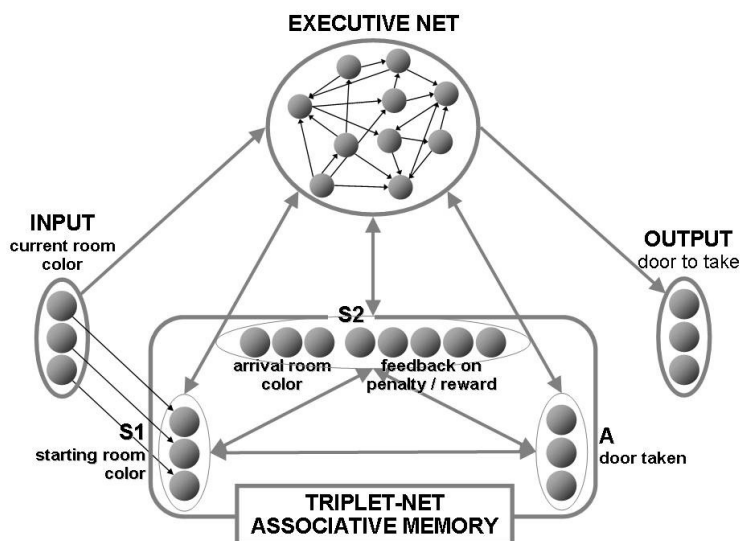 EXECUTIVE NET
INPUT
current room
color
OUTPUT
door to take
S2
arrival room
color
feedback on
penalty / reward
S1
starting room
color
A
door taken
TRIPLET-NET
ASSOCIATIVE MEMORY